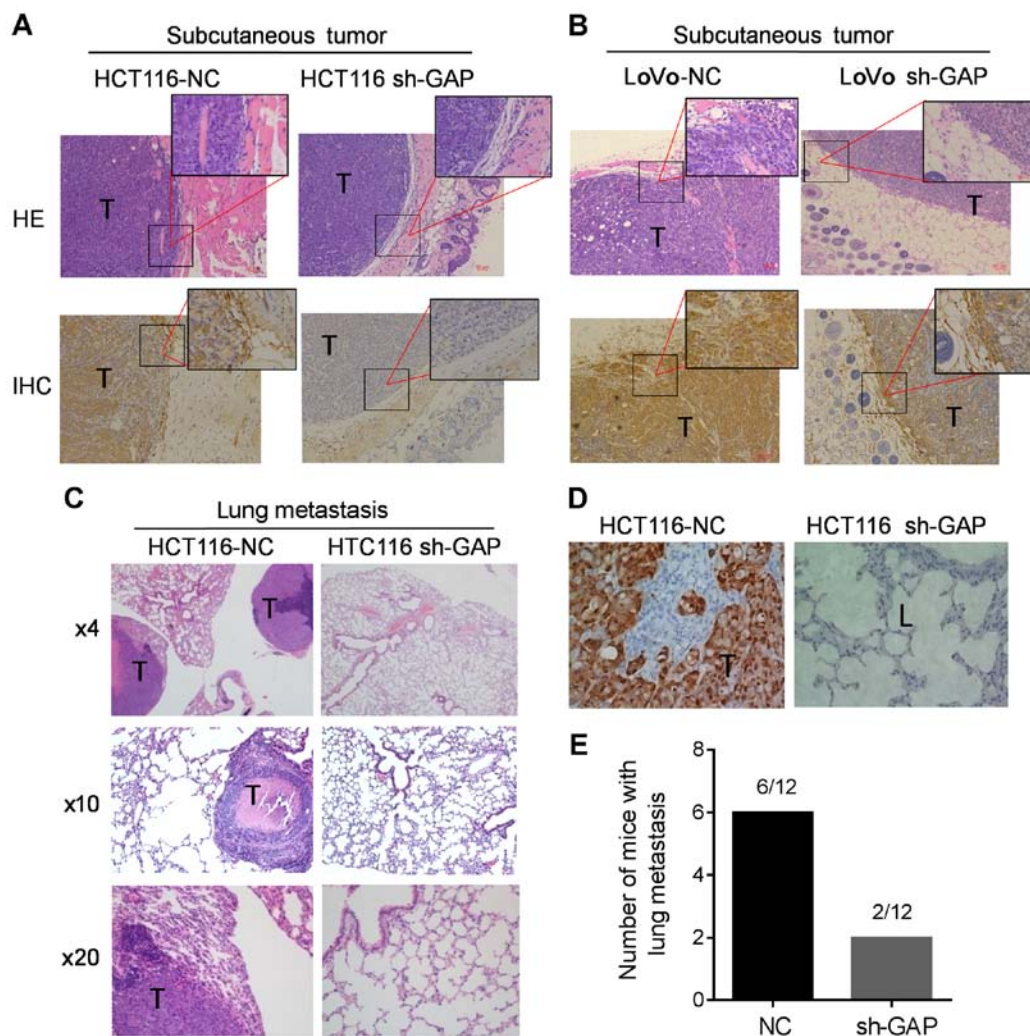 A
Subcutaneous tumor
HCT116-NC HCT116 sh-GAP
HE
T T
IHC
T T
B
Subcutaneous tumor
LoVo-NC LoVo sh-GAP
T T
T T
C
Lung metastasis
HCT116-NC HTC116 sh-GAP
x4
T
T
x10
T
x20
T
D
HCT116-NC HCT116 sh-GAP
T L
E
Number of mice with
lung metastasis
8
6
4
2
0
6/12
2/12
NC sh-GAP